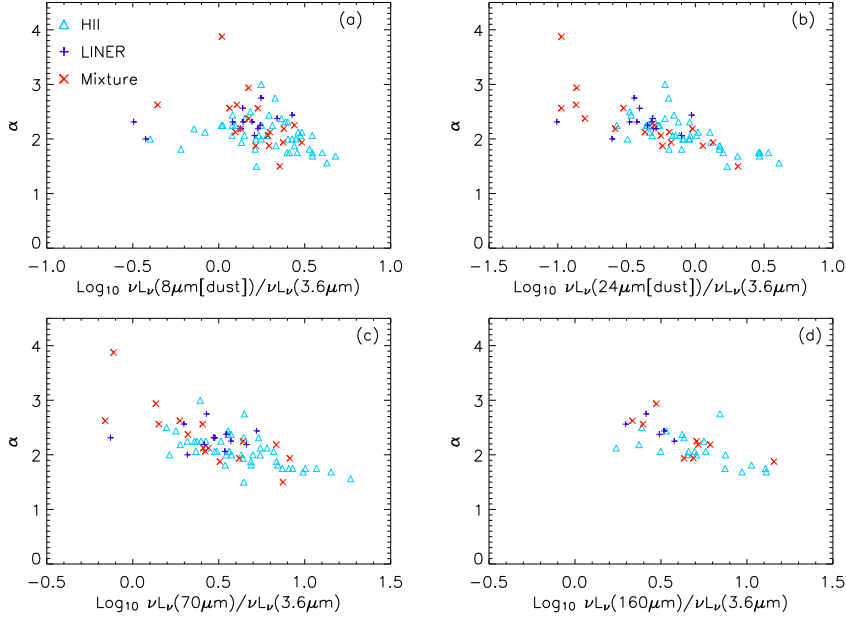 (a)
HII
LINER
Mixture
4
3
2
1
0
α
−1.0 −0.5 0.0 0.5 1.0
Log₁₀ νLν(8μm[dust])/νLν(3.6μm)
(b)
4
3
2
1
0
α
−1.5 −1.0 −0.5 0.0 0.5 1.0
Log₁₀ νLν(24μm[dust])/νLν(3.6μm)
(c)
4
3
2
1
0
α
−0.5 0.0 0.5 1.0 1.5
Log₁₀ νLν(70μm)/νLν(3.6μm)
(d)
4
3
2
1
0
α
−0.5 0.0 0.5 1.0 1.5
Log₁₀ νLν(160μm)/νLν(3.6μm)